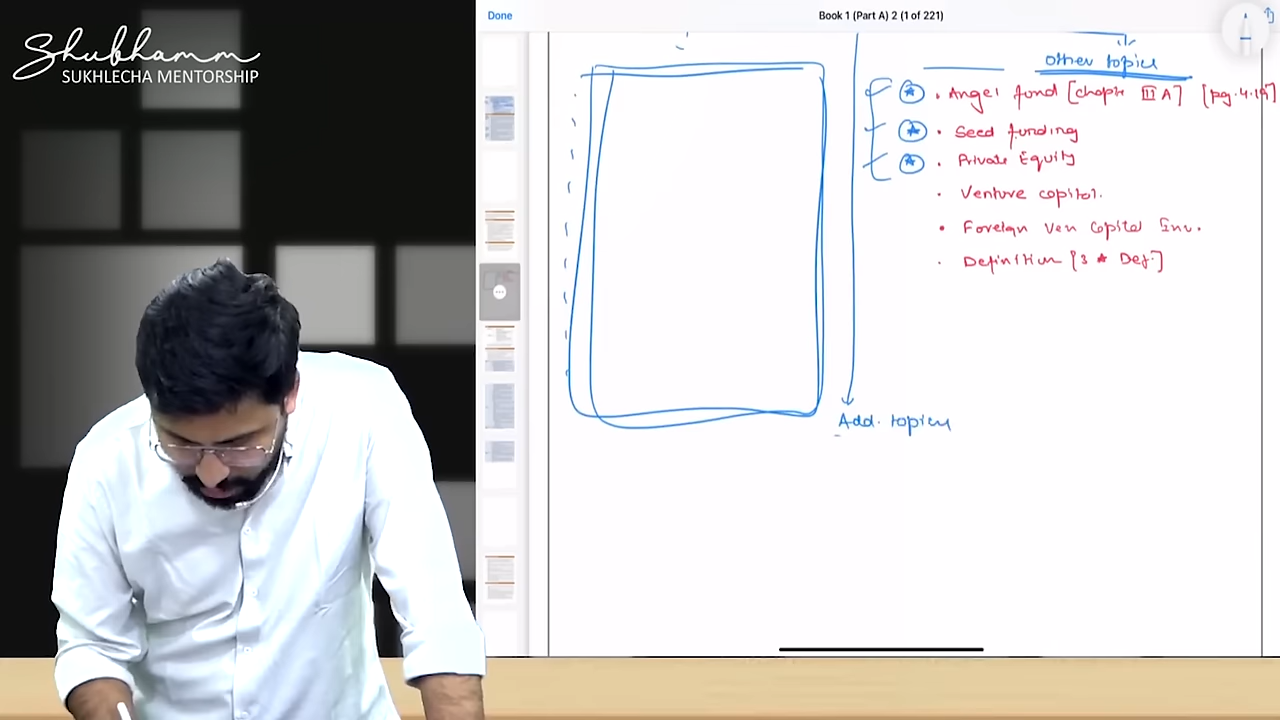 Shubhamm
SUKHLECHA MENTORSHIP
Done
Book 1 (Part A) 2 (1 of 221)
other topics
• Angel fund [chapte III A] [pg. 4.19]
• Seed funding
• Private Equity
• Venture capital.
• Foreign Ven Capital Inv.
• Definition [3 ★ Def.]
Add. topics